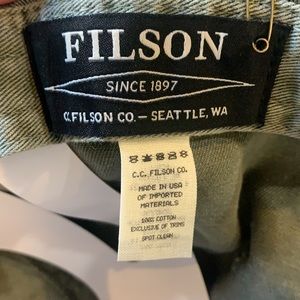 FILSON
SINCE 1897
C.C. FILSON CO. – SEATTLE, WA
C.C. FILSON CO.
MADE IN USA
OF IMPORTED
MATERIALS
100% COTTON
EXCLUSIVE OF TRIMS
SPOT CLEAN